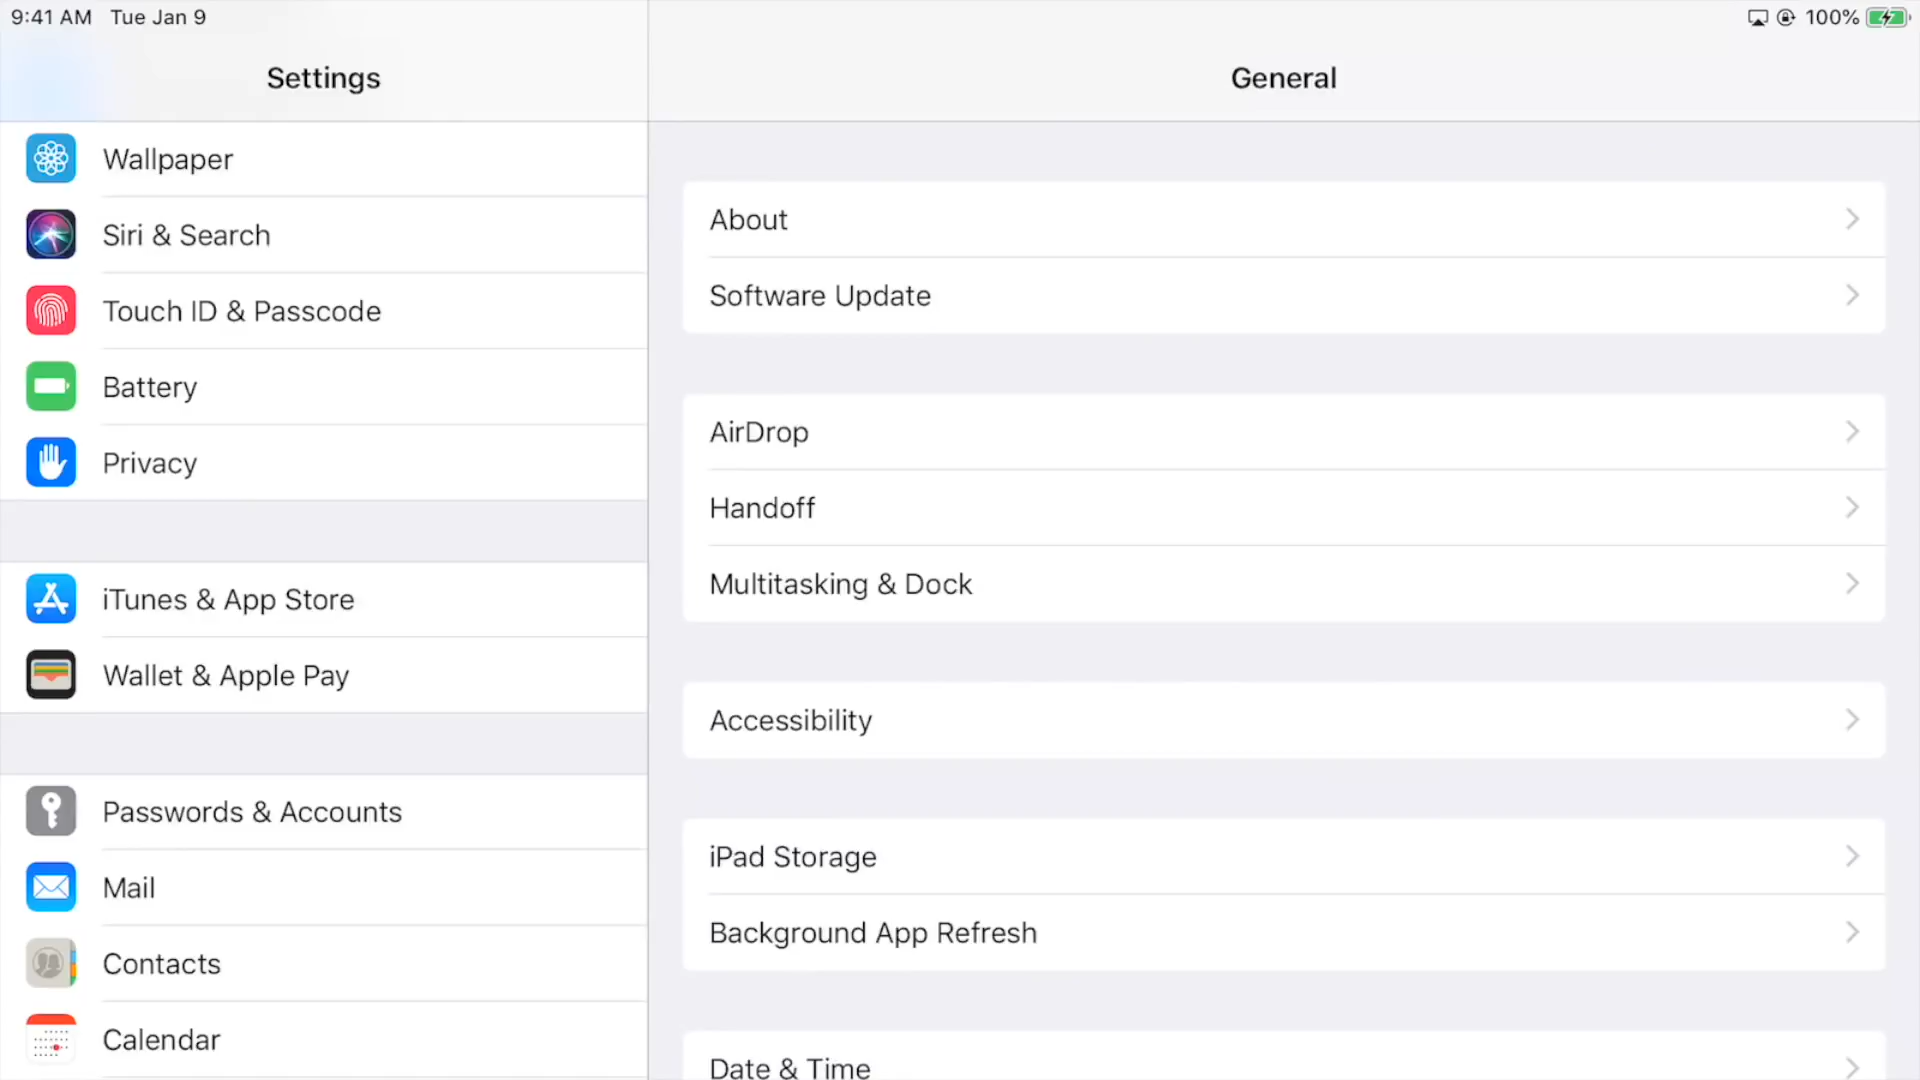 9:41 AM Tue Jan 9
100%
Settings
Wallpaper
Siri & Search
Touch ID & Passcode
Battery
Privacy
iTunes & App Store
Wallet & Apple Pay
Passwords & Accounts
Mail
Contacts
Calendar
General
About
Software Update
AirDrop
Handoff
Multitasking & Dock
Accessibility
iPad Storage
Background App Refresh
Date & Time